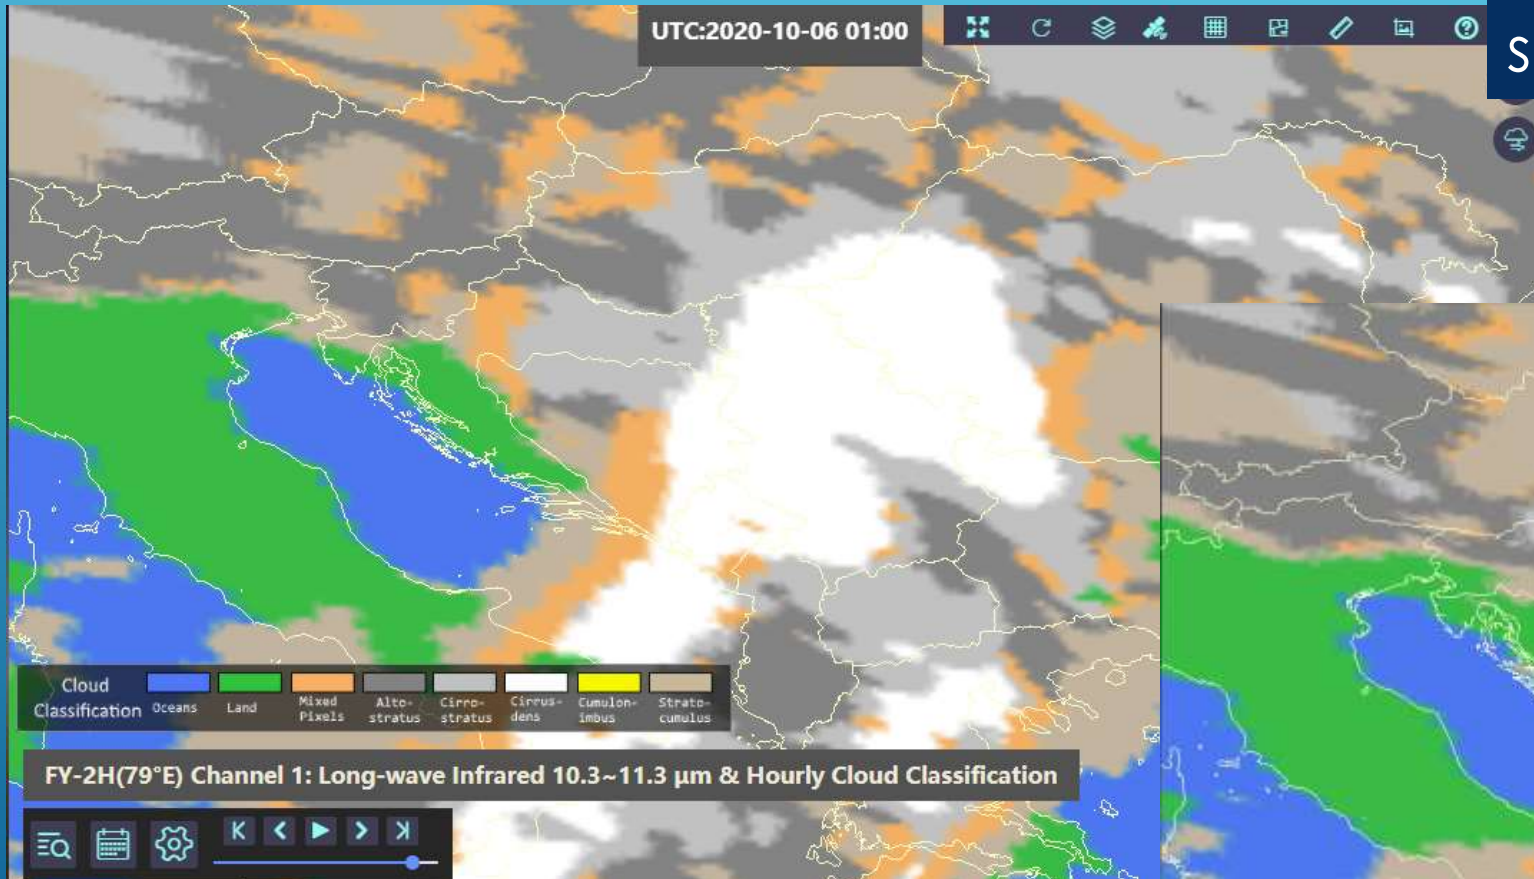 UTC:2020-10-06 01:00
S
Cloud
Classification
Oceans
Land
Mixed
Pixels
Alto-
stratus
Cirro-
stratus
Cirrus-
dens
Cumulon-
imbus
Strato-
cumulus
FY-2H(79°E) Channel 1: Long-wave Infrared 10.3~11.3 μm & Hourly Cloud Classification